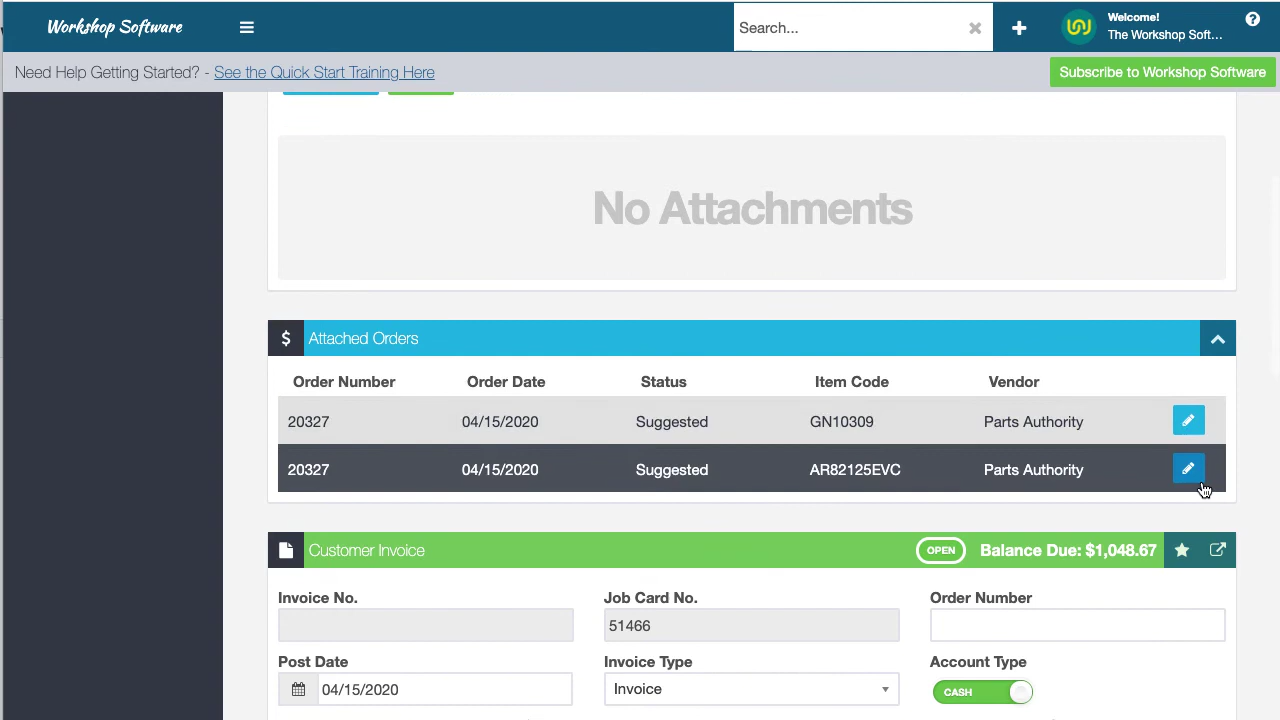 Workshop Software
Search...
Welcome!
The Workshop Soft...
Need Help Getting Started? - See the Quick Start Training Here
Subscribe to Workshop Software
No Attachments
$ Attached Orders
Order Number Order Date Status Item Code Vendor
20327 04/15/2020 Suggested GN10309 Parts Authority
20327 04/15/2020 Suggested AR82125EVC Parts Authority
Customer Invoice OPEN Balance Due: $1,048.67
Invoice No. Job Card No. Order Number
51466
Post Date Invoice Type Account Type
04/15/2020 Invoice CASH